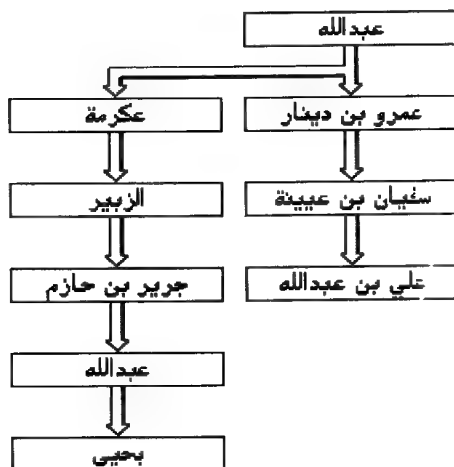 عبدالله
عمرو بن دينار
عكرمة
سفيان بن عيينة
الزبير
علي بن عبدالله
جرير بن حازم
عبدالله
يحيى